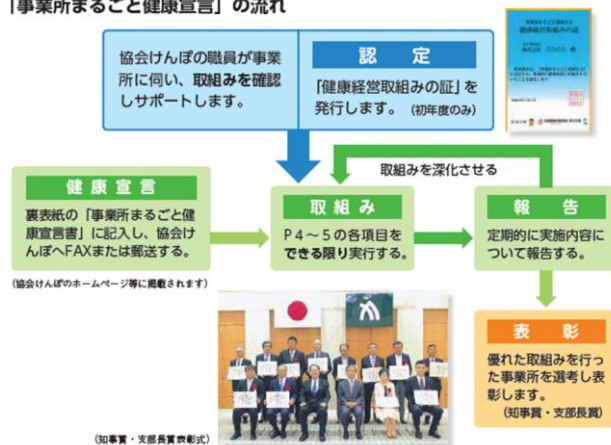 「事業所まるごと健康宣言」の流れ
協会けんぽの職員が事業
所に伺い、取組みを確認
しサポートします。
認定
「健康経営取組みの証」を
発行します。（初年度のみ）
健康経営取組みの証
取組みを深化させる
健康宣言
裏表紙の「事業所まるごと健
康宣言書」に記入し、協会け
んぽへFAXまたは郵送する。
（協会けんぽのホームページ等に掲載されます）
取組み
P4～5の各項目を
できる限り実行する。
報告
定期的に実施内容に
ついて報告する。
表彰
優れた取組みを行っ
た事業所を選考し表
彰します。
（知事賞・支部長賞）
（知事賞・支部長賞表彰式）